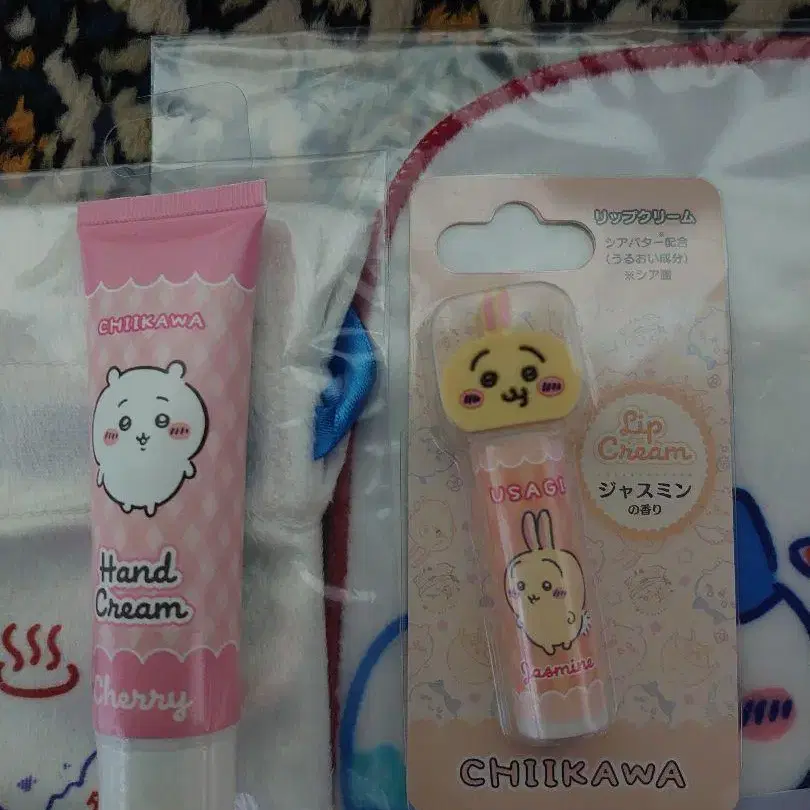 CHIIKAWA
Hand
Cream
Cherry
リップクリーム
シアバター※配合
(うるおい成分)
※シア脂
Lip
Cream
ジャスミン
の香り
USAGI
Jasmine
CHIIKAWA